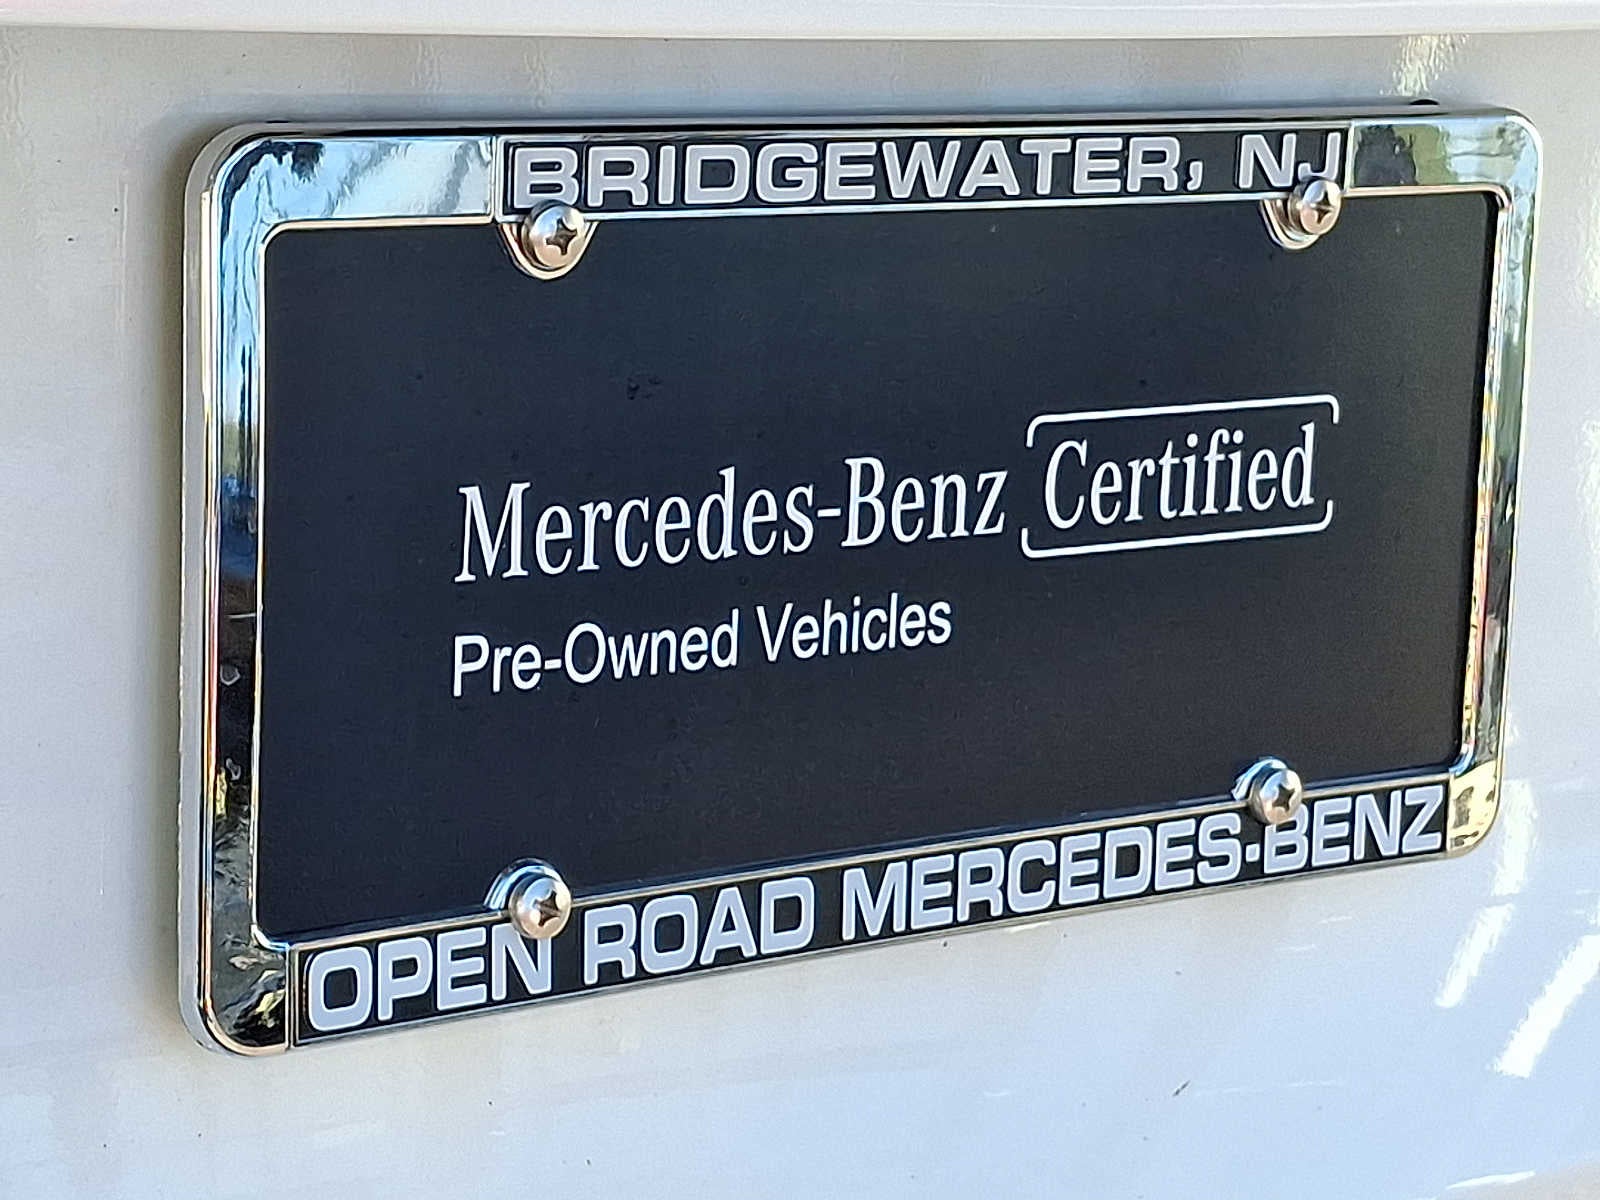 BRIDGEWATER, NJ
Mercedes-Benz Certified
Pre-Owned Vehicles
OPEN ROAD MERCEDES-BENZ